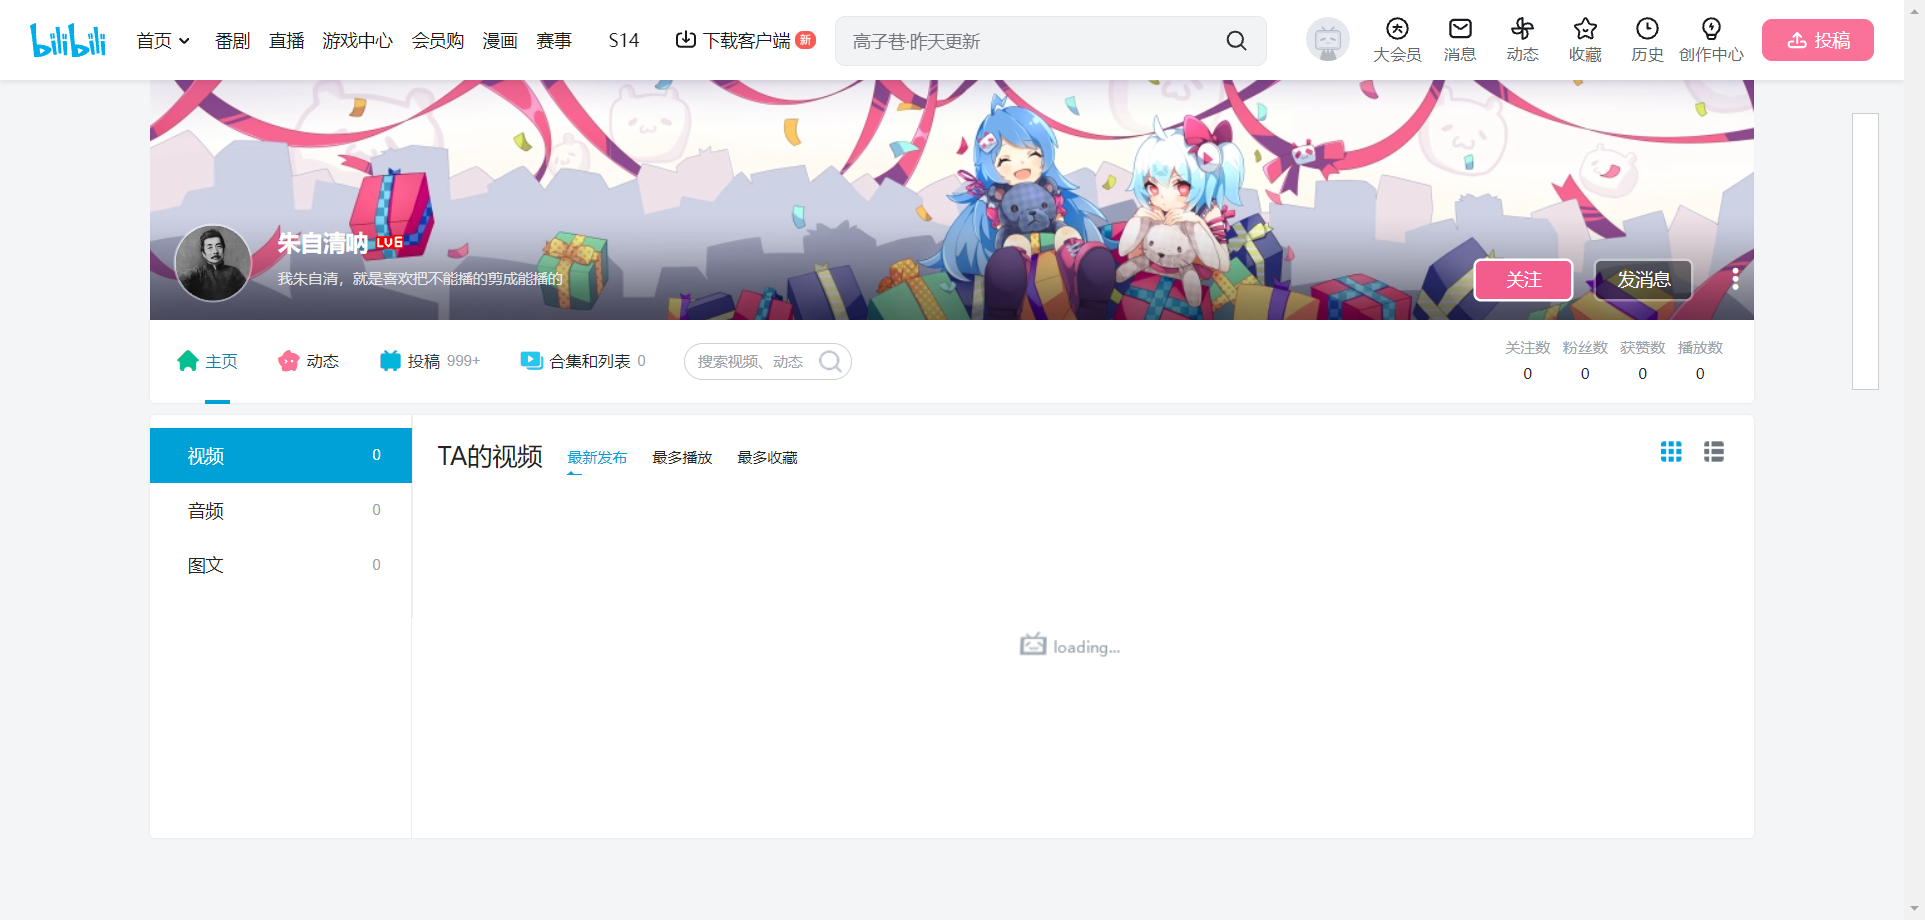 bilibili 首页 番剧 直播 游戏中心 会员购 漫画 赛事 S14 下载客户端 新 高子巷·昨天更新 大会员 消息 动态 收藏 历史 创作中心 投稿
朱自清呐 LV6
我朱自清，就是喜欢把不能播的剪成能播的
关注 发消息
主页 动态 投稿 999+ 合集和列表 0 搜索视频、动态
关注数 粉丝数 获赞数 播放数
0 0 0 0
视频 0
音频 0
图文 0
TA的视频 最新发布 最多播放 最多收藏
loading...